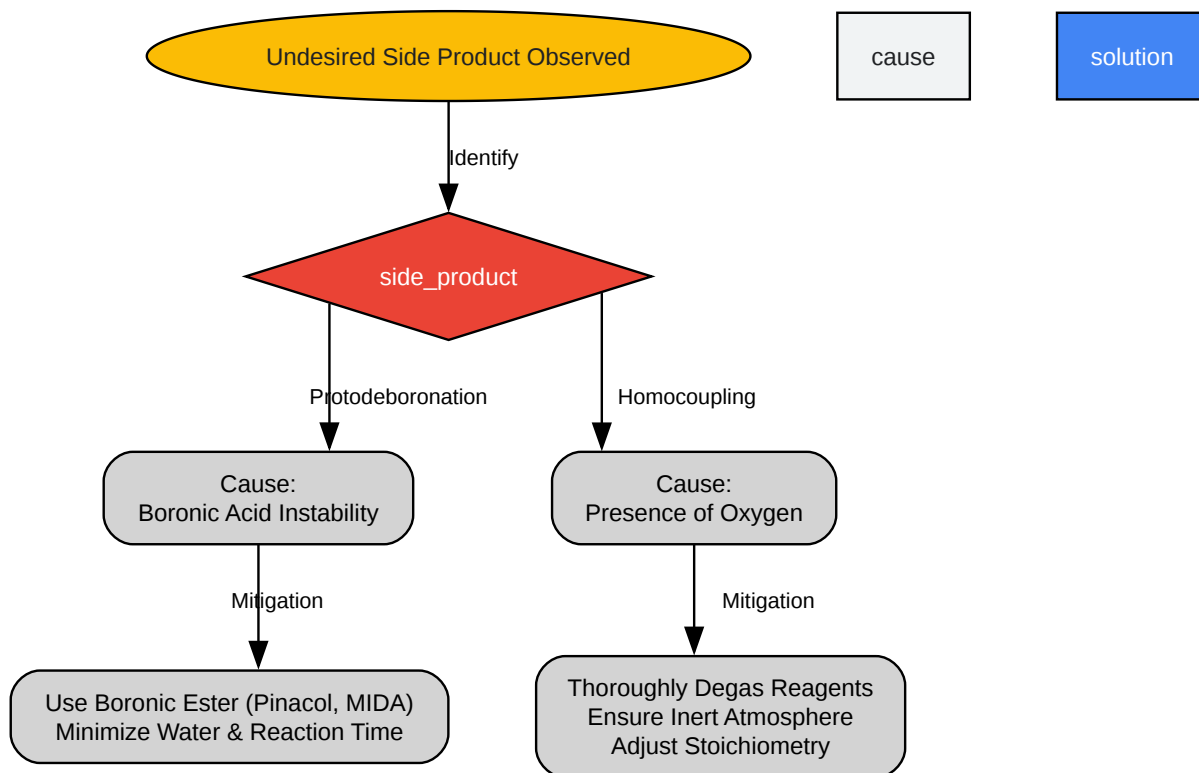 Undesired Side Product Observed
cause
solution
Identify
side_product
Protodeboronation
Homocoupling
Cause:
Boronic Acid Instability
Cause:
Presence of Oxygen
Mitigation
Mitigation
Use Boronic Ester (Pinacol, MIDA)
Minimize Water & Reaction Time
Thoroughly Degas Reagents
Ensure Inert Atmosphere
Adjust Stoichiometry